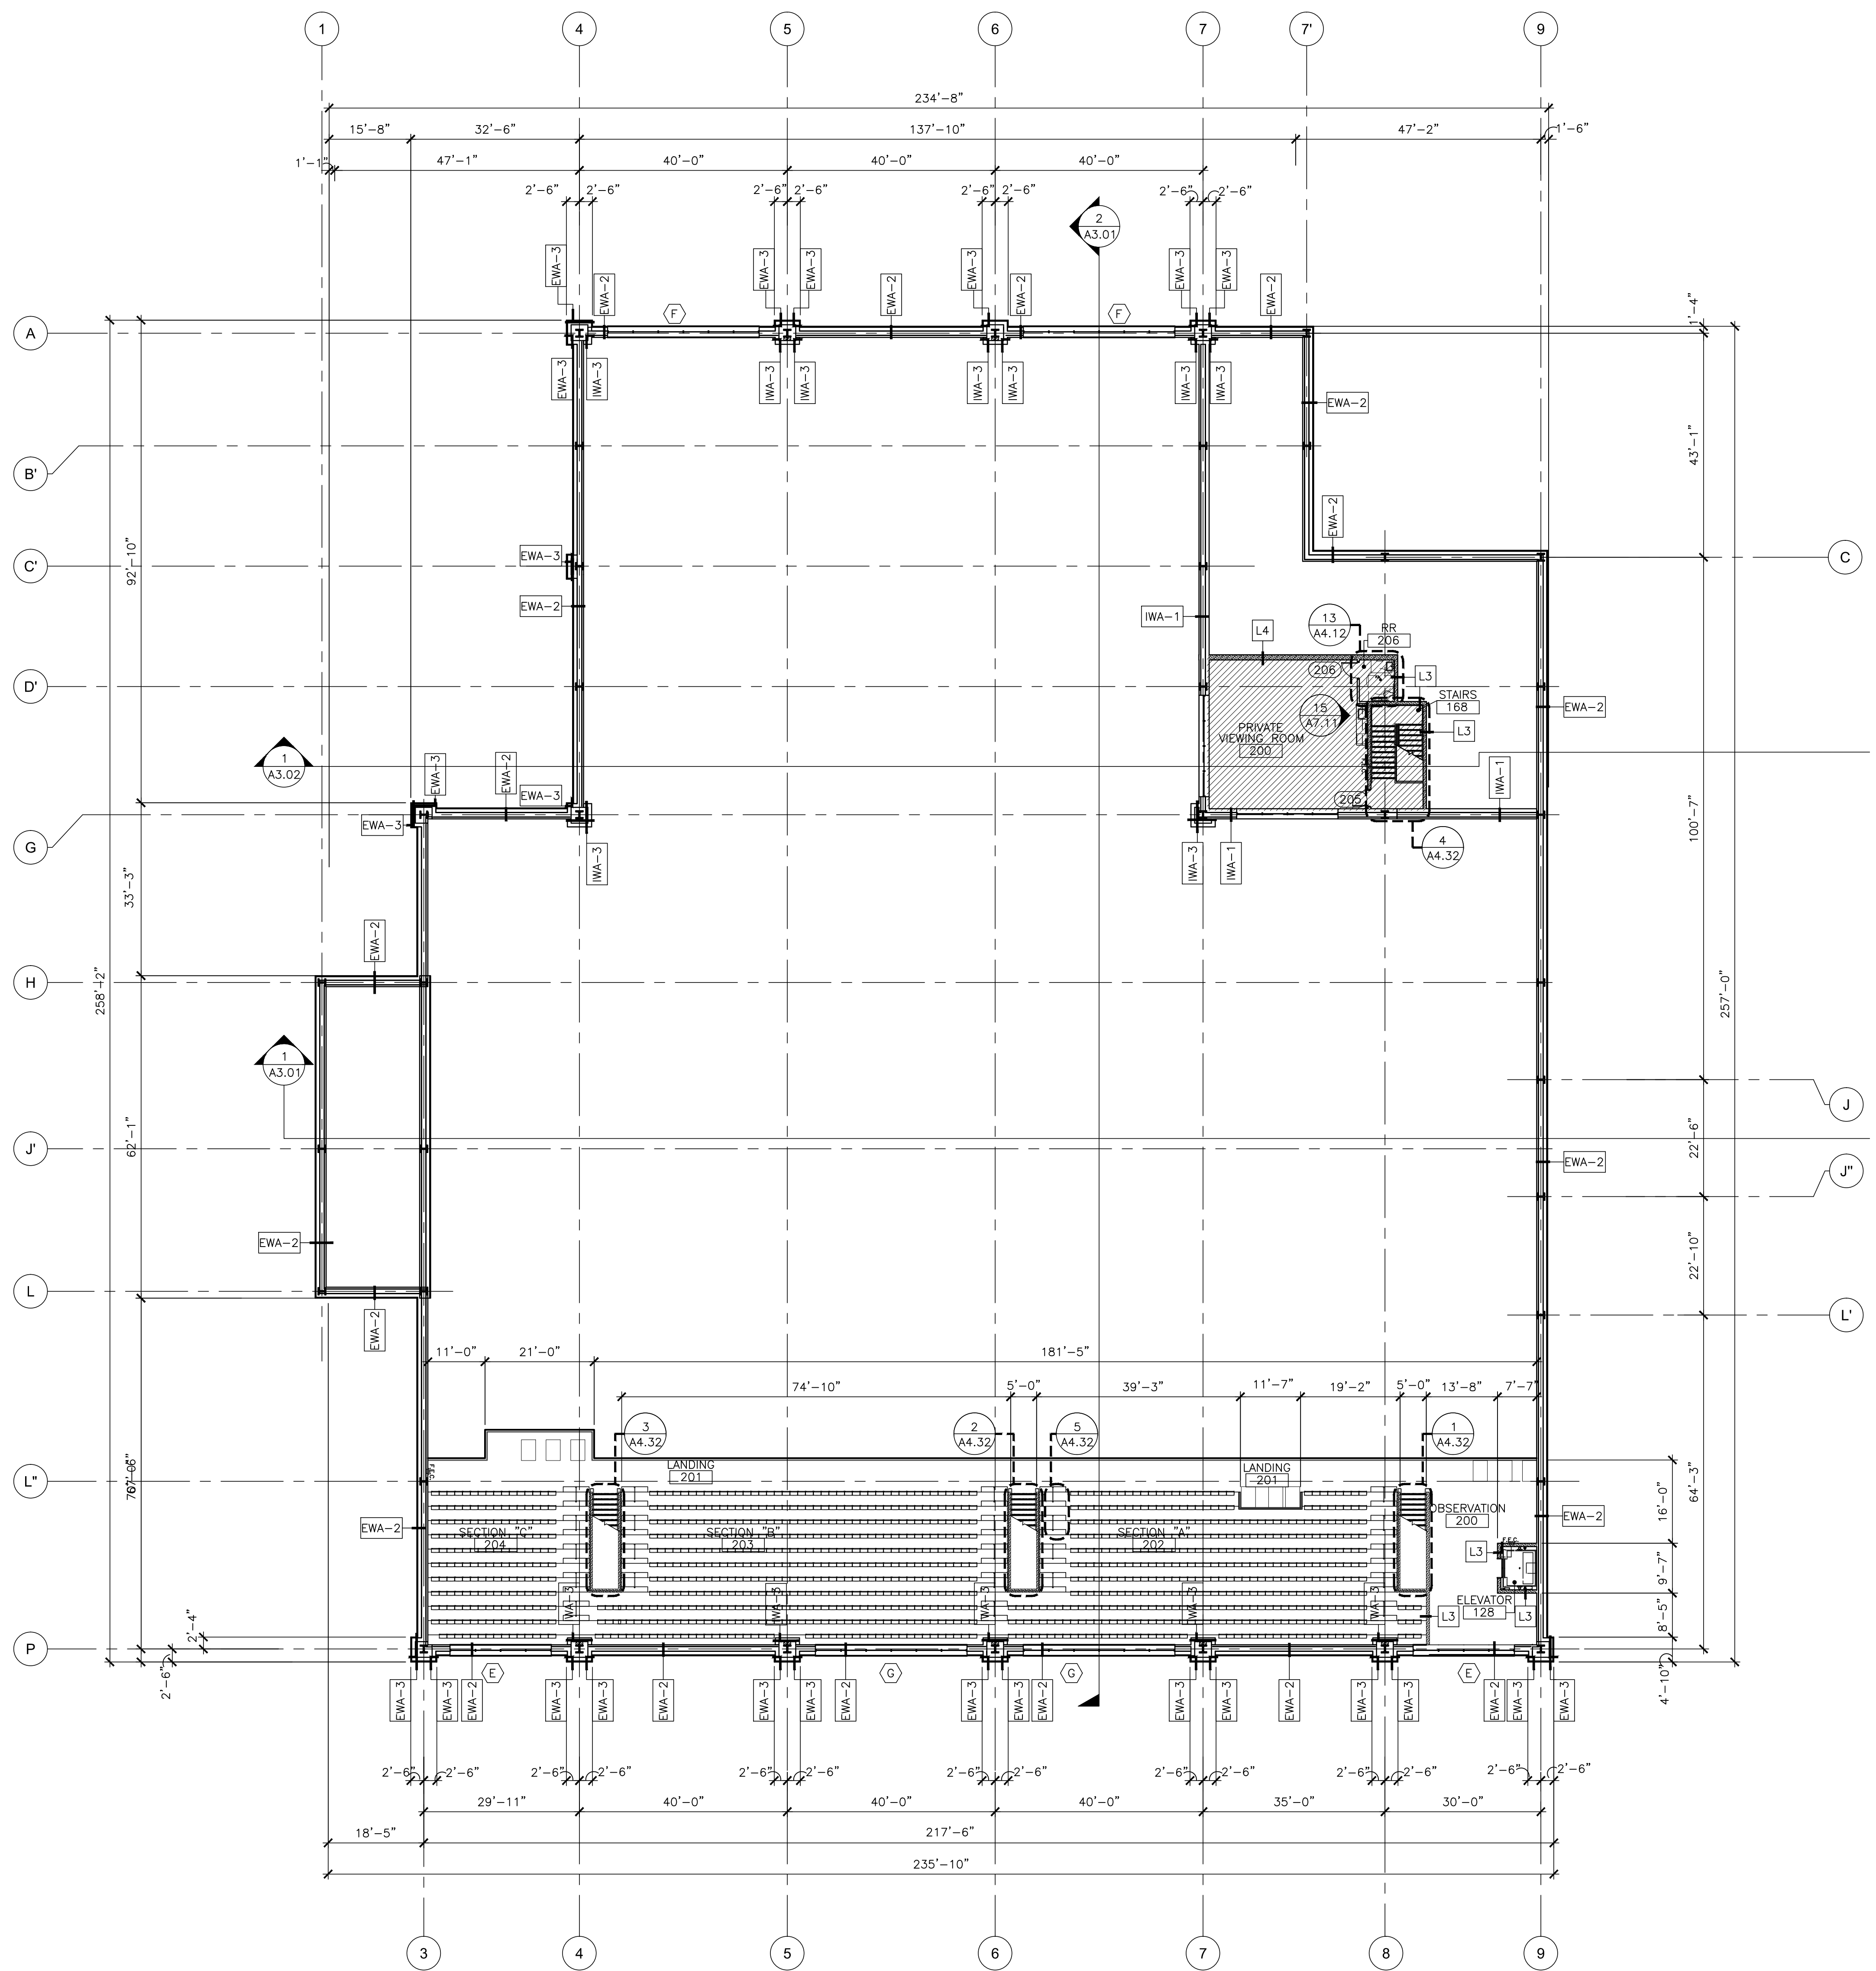 1 4 5 6 7 7' 9
234'-8"
15'-8" 32'-6" 137'-10" 47'-2" 1'-6"
1'-1" 47'-1" 40'-0" 40'-0" 40'-0"
2'-6" 2'-6" 2'-6" 2'-6" 2'-6" 2'-6" 2'-6" 2'-6"
2
A3.01
EWA-3 EWA-3 EWA-3 EWA-3 EWA-3 EWA-3 EWA-3
EWA-2 EWA-2 EWA-2 EWA-2
F F
A
1'-4"
EWA-3 IWA-3 IWA-3 IWA-3 IWA-3 IWA-3 IWA-3 IWA-3
EWA-2
B'
43'-1"
EWA-2
92'-10"
C' EWA-3 C
EWA-2 IWA-1
13
A4.12
L4
RR
206
206
L3
D'
STAIRS
168
15
A7.11
EWA-2
L3
PRIVATE
VIEWING ROOM
200
1
A3.02
EWA-3 EWA-2 EWA-3
IWA-1
205
EWA-3
G
100'-7"
4
A4.32
IWA-3 IWA-3 IWA-1
33'-3"
EWA-2
H
258'-2"
257'-0"
1
A3.01
J
J'
62'-1"
22'-6"
EWA-2
J"
EWA-2
22'-10"
L
L'
EWA-2
11'-0" 21'-0" 181'-5"
74'-10" 5'-0" 39'-3" 11'-7" 19'-2" 5'-0" 13'-8" 7'-7"
3
A4.32
2
A4.32
5
A4.32
1
A4.32
LANDING
201
LANDING
201
L"
64'-3"
16'-0"
OBSERVATION
200
EWA-2
EWA-2
SECTION "C"
204
SECTION "B"
203
SECTION "A"
202
L3
9'-7"
ELEVATOR
128
L3
L3
8'-5"
2'-4"
P
2'-6"
4'-10"
E G G E
EWA-3 EWA-3 EWA-2 EWA-3 EWA-3 EWA-2 EWA-3 EWA-3 EWA-2 EWA-3 EWA-3 EWA-2 EWA-3 EWA-3 EWA-2 EWA-3 EWA-3 EWA-2 EWA-3 EWA-3
2'-6" 2'-6" 2'-6" 2'-6" 2'-6" 2'-6" 2'-6" 2'-6" 2'-6" 2'-6" 2'-6" 2'-6" 2'-6" 2'-6"
29'-11" 40'-0" 40'-0" 40'-0" 35'-0" 30'-0"
18'-5" 217'-6"
235'-10"
3 4 5 6 7 8 9